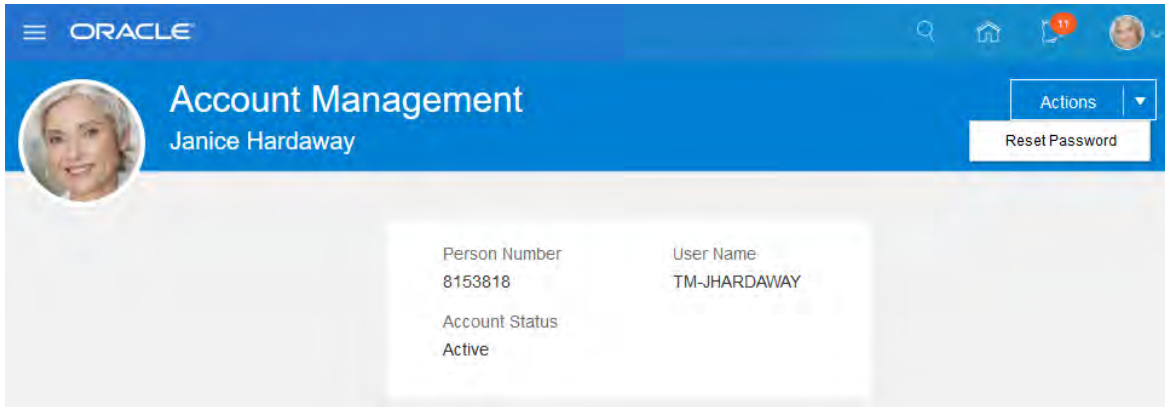 ORACLE
11
Account Management
Janice Hardaway
Actions
Reset Password
Person Number
User Name
8153818
TM-JHARDAWAY
Account Status
Active